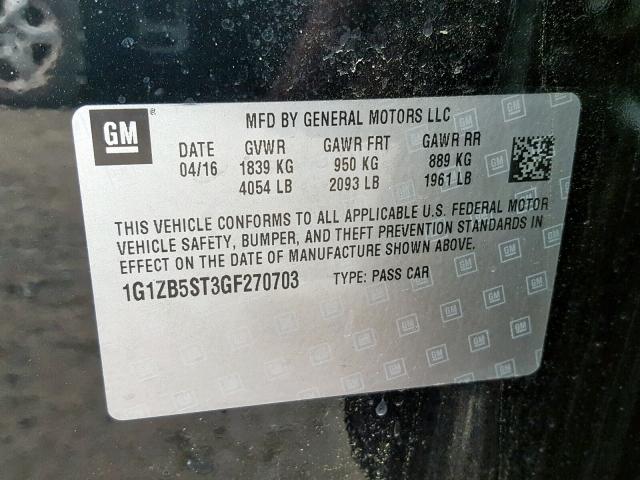 GM
MFD BY GENERAL MOTORS LLC
DATE GVWR GAWR FRT GAWR RR
04/16 1839 KG 950 KG 889 KG
4054 LB 2093 LB 1961 LB
THIS VEHICLE CONFORMS TO ALL APPLICABLE U.S. FEDERAL MOTOR
VEHICLE SAFETY, BUMPER, AND THEFT PREVENTION STANDARDS IN
EFFECT ON THE DATE OF MANUFACTURE SHOWN ABOVE.
1G1ZB5ST3GF270703 TYPE: PASS CAR